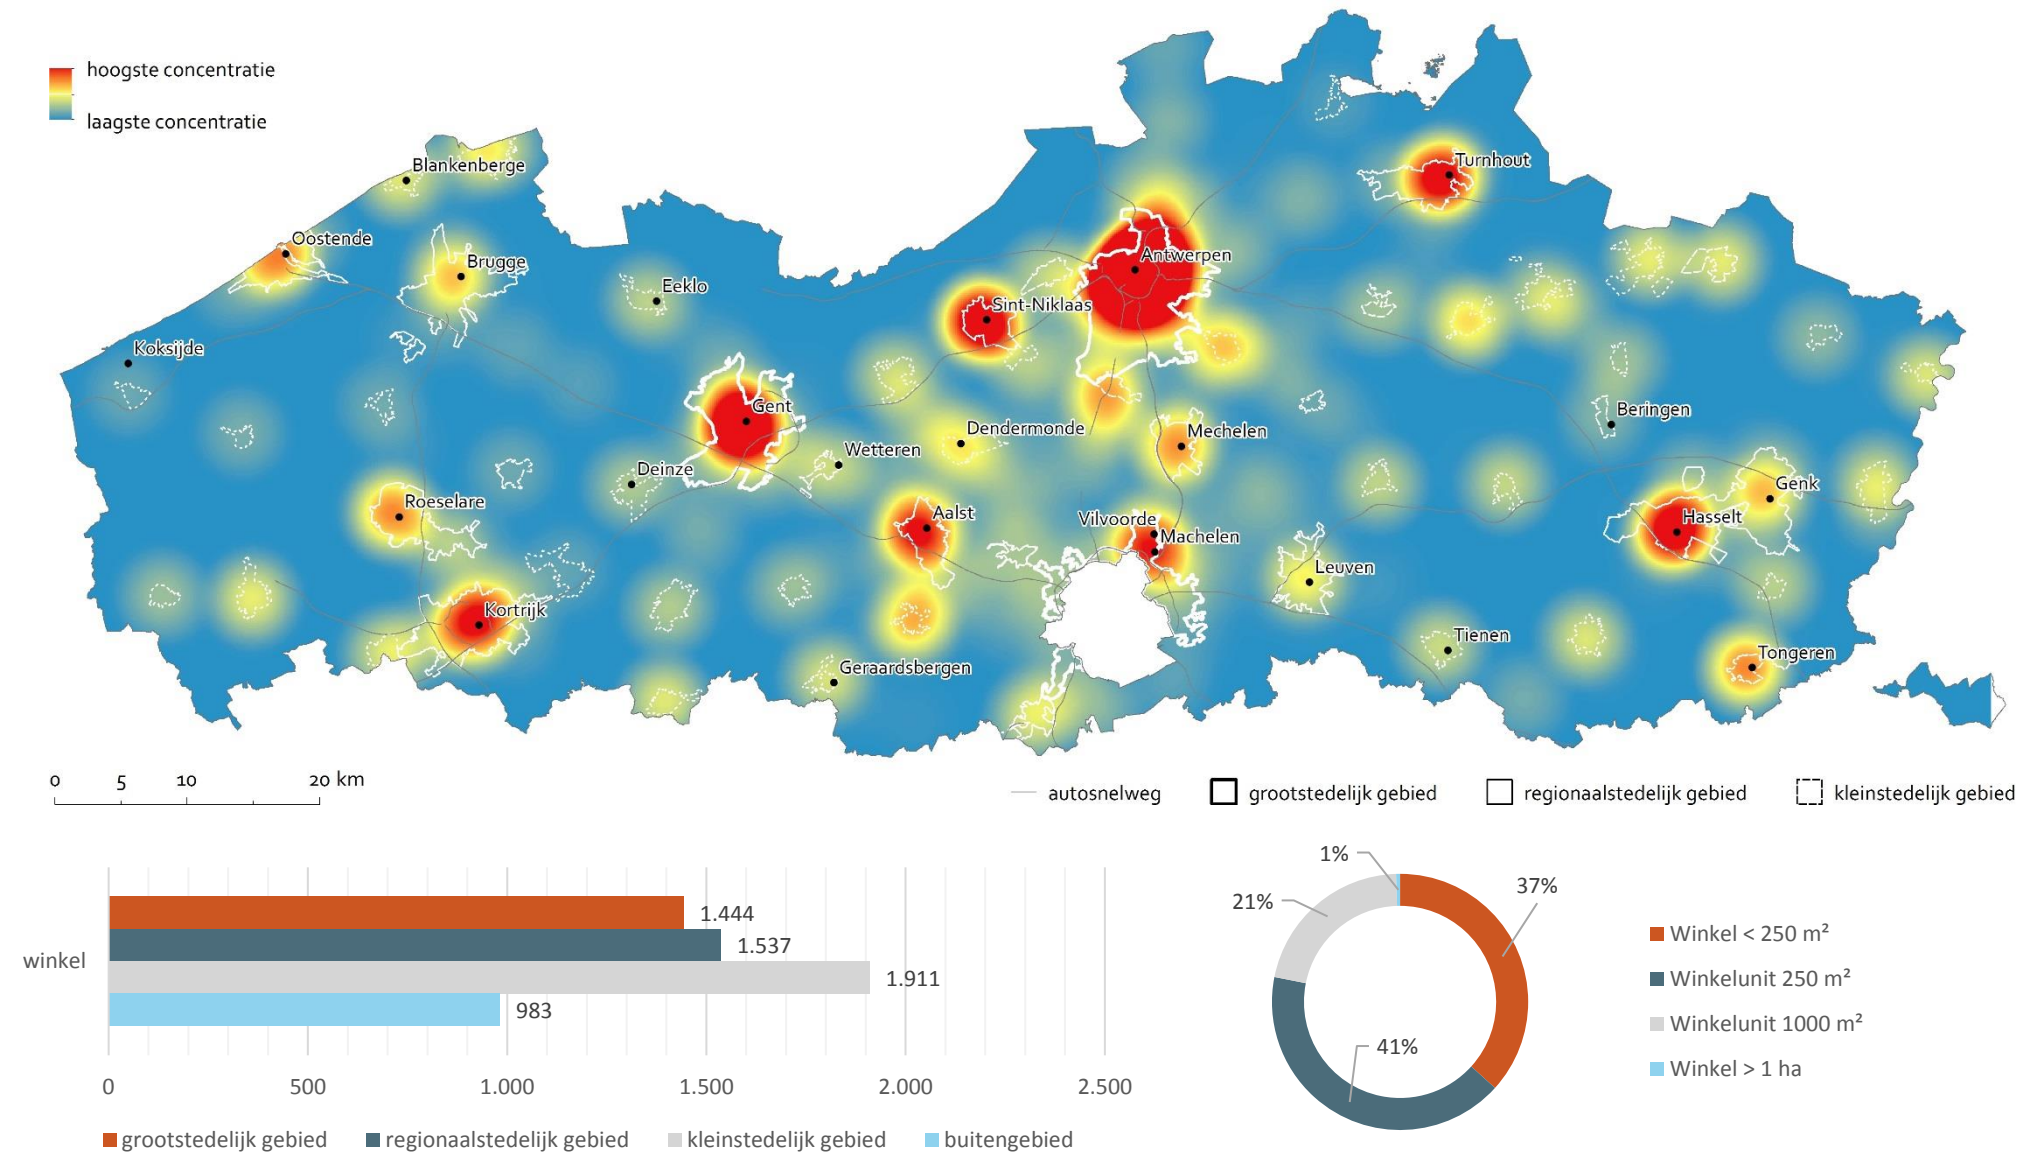 hoogste concentratie
laagste concentratie
Blankenberge
Turnhout
Oostende
Brugge
Antwerpen
Eeklo
Sint-Niklaas
Koksijde
Gent
Beringen
Dendermonde
Mechelen
Wetteren
Deinze
Genk
Roeselare
Aalst
Vilvoorde
Hasselt
Machelen
Leuven
Kortrijk
Tienen
Tongeren
Geraardsbergen
0 5 10 20 km
autosnelweg
grootstedelijk gebied
regionaalstedelijk gebied
kleinstedelijk gebied
1.444
1.537
winkel
1.911
983
0 500 1.000 1.500 2.000 2.500
grootstedelijk gebied
regionaalstedelijk gebied
kleinstedelijk gebied
buitengebied
1%
37%
21%
41%
Winkel < 250 m²
Winkelunit 250 m²
Winkelunit 1000 m²
Winkel > 1 ha